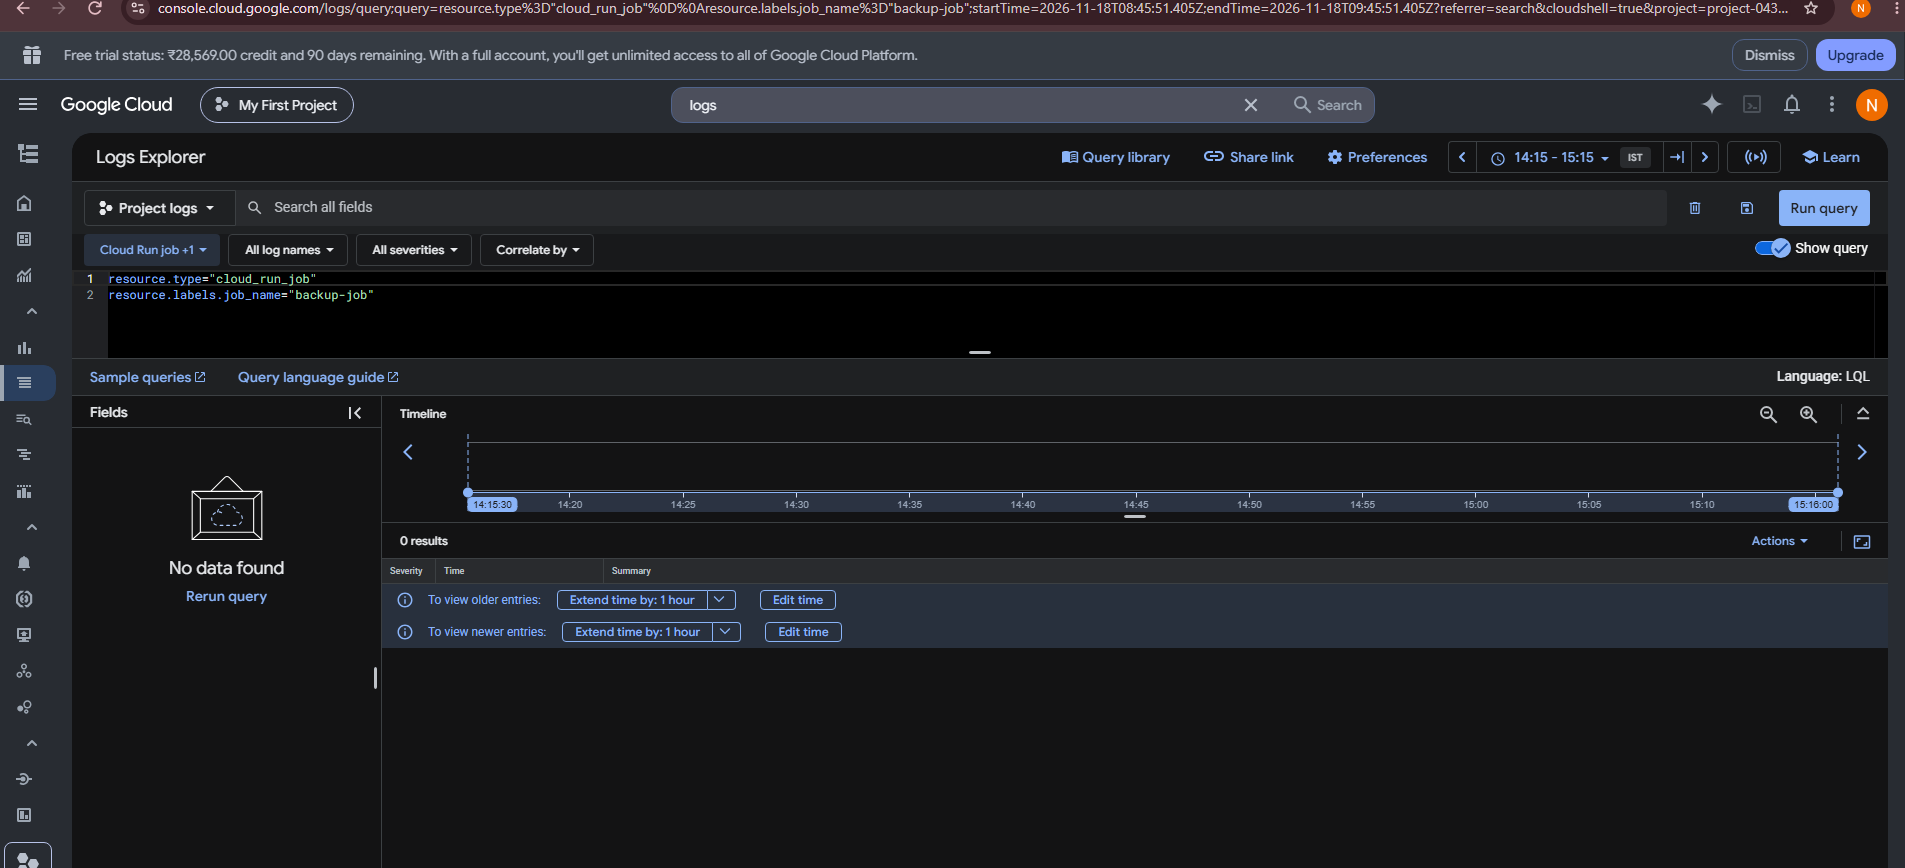 console.cloud.google.com/logs/query;query=resource.type%3D"cloud_run_job"%0D%0Aresource.labels.job_name%3D"backup-job";startTime=2026-11-18T08:45:51.405Z;endTime=2026-11-18T09:45:51.405Z?referrer=search&cloudshell=true&project=project-043...
N
Free trial status: ₹28,569.00 credit and 90 days remaining. With a full account, you'll get unlimited access to all of Google Cloud Platform.
Dismiss
Upgrade
Google Cloud
My First Project
logs
Search
N
Logs Explorer
Query library
Share link
Preferences
14:15 - 15:15
IST
Learn
Project logs
Search all fields
Run query
Cloud Run job +1
All log names
All severities
Correlate by
Show query
1 resource.type="cloud_run_job"
2 resource.labels.job_name="backup-job"
Sample queries
Query language guide
Language: LQL
Fields
No data found
Rerun query
Timeline
14:15:30
14:20
14:25
14:30
14:35
14:40
14:45
14:50
14:55
15:00
15:05
15:10
15:16:00
0 results
Actions
Severity
Time
Summary
To view older entries:
Extend time by: 1 hour
Edit time
To view newer entries:
Extend time by: 1 hour
Edit time